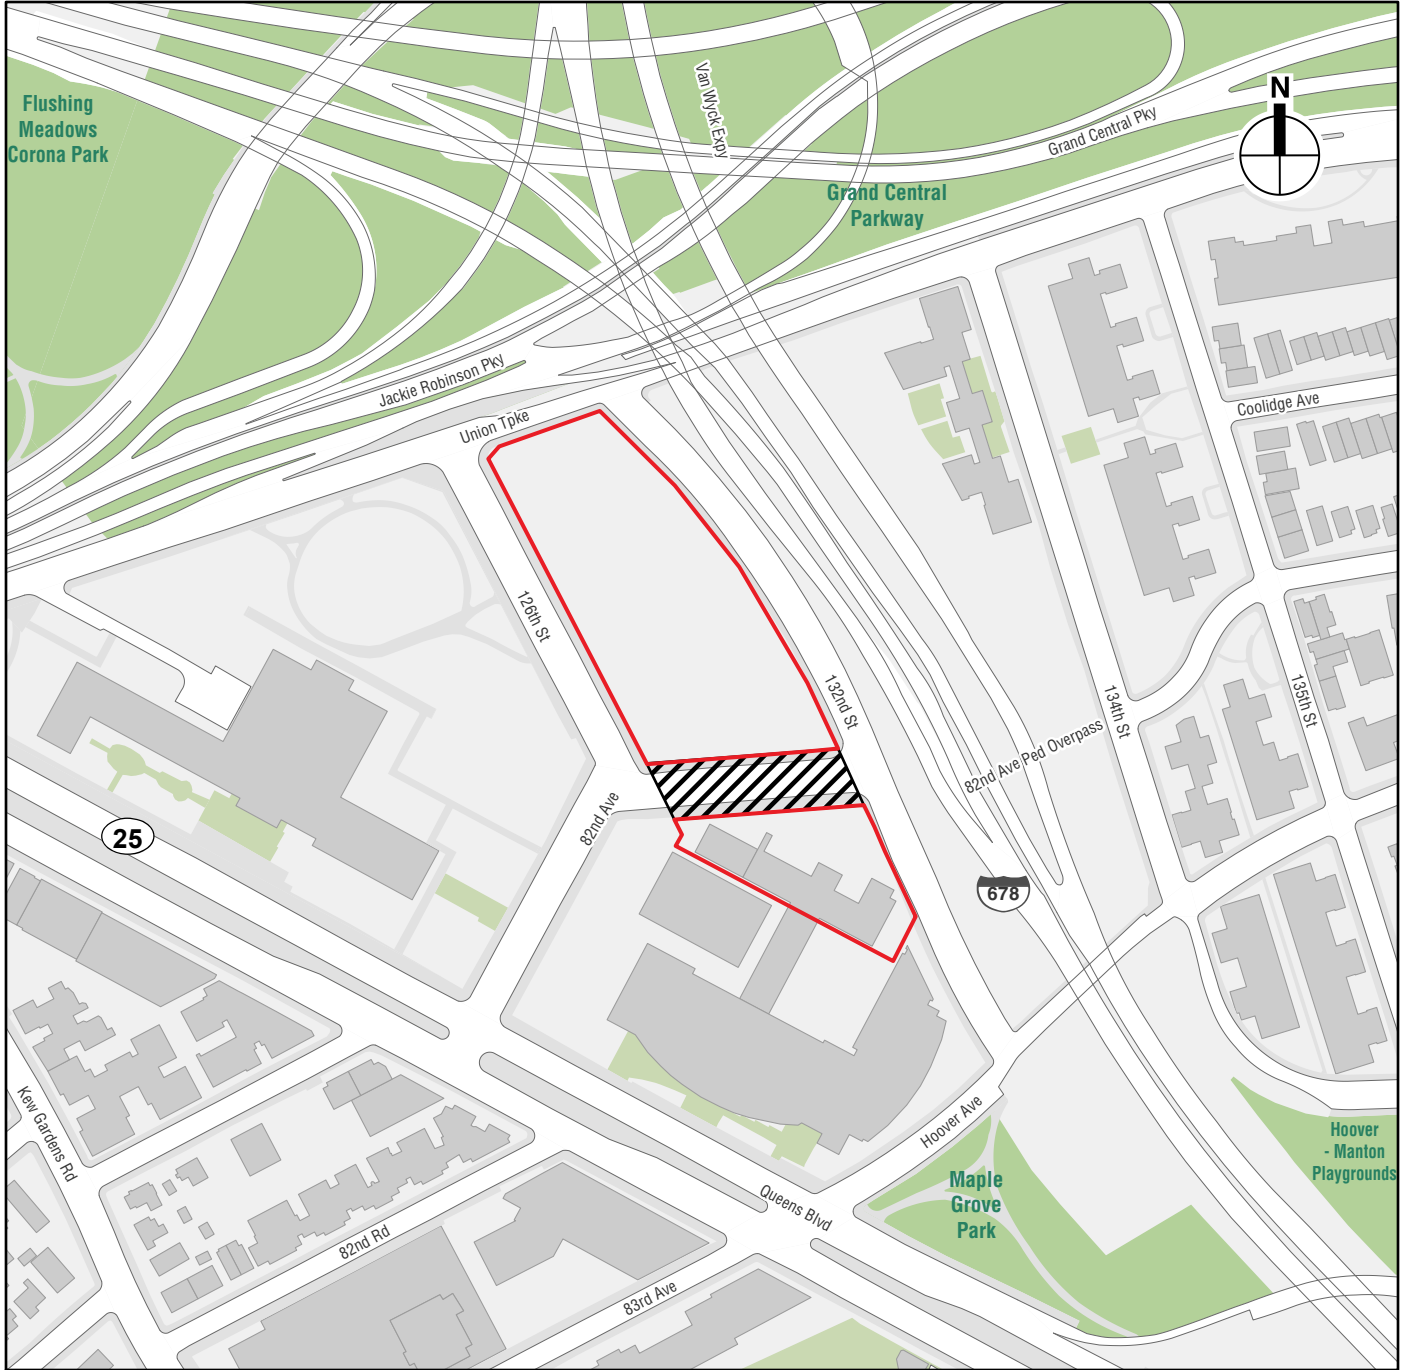 Flushing
Meadows
Corona Park
Van Wyck Expy
Grand Central Pky
N
Grand Central
Parkway
Jackie Robinson Pky
Union Tpke
Coolidge Ave
126th St
132nd St
134th St
135th St
82nd Ave Ped Overpass
82nd Ave
25
678
Kew Gardens Rd
Hoover Ave
Hoover
- Manton
Playgrounds
Maple
Grove
Park
Queens Blvd
82nd Rd
83rd Ave